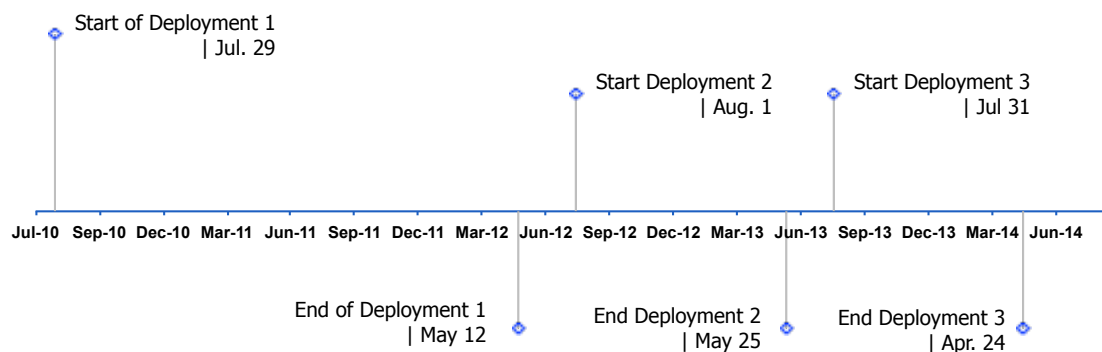 Start of Deployment 1
| Jul. 29
Start Deployment 2
| Aug. 1
Start Deployment 3
| Jul 31
Jul-10 Sep-10 Dec-10 Mar-11 Jun-11 Sep-11 Dec-11 Mar-12 Jun-12 Sep-12 Dec-12 Mar-13 Jun-13 Sep-13 Dec-13 Mar-14 Jun-14
End of Deployment 1
| May 12
End Deployment 2
| May 25
End Deployment 3
| Apr. 24